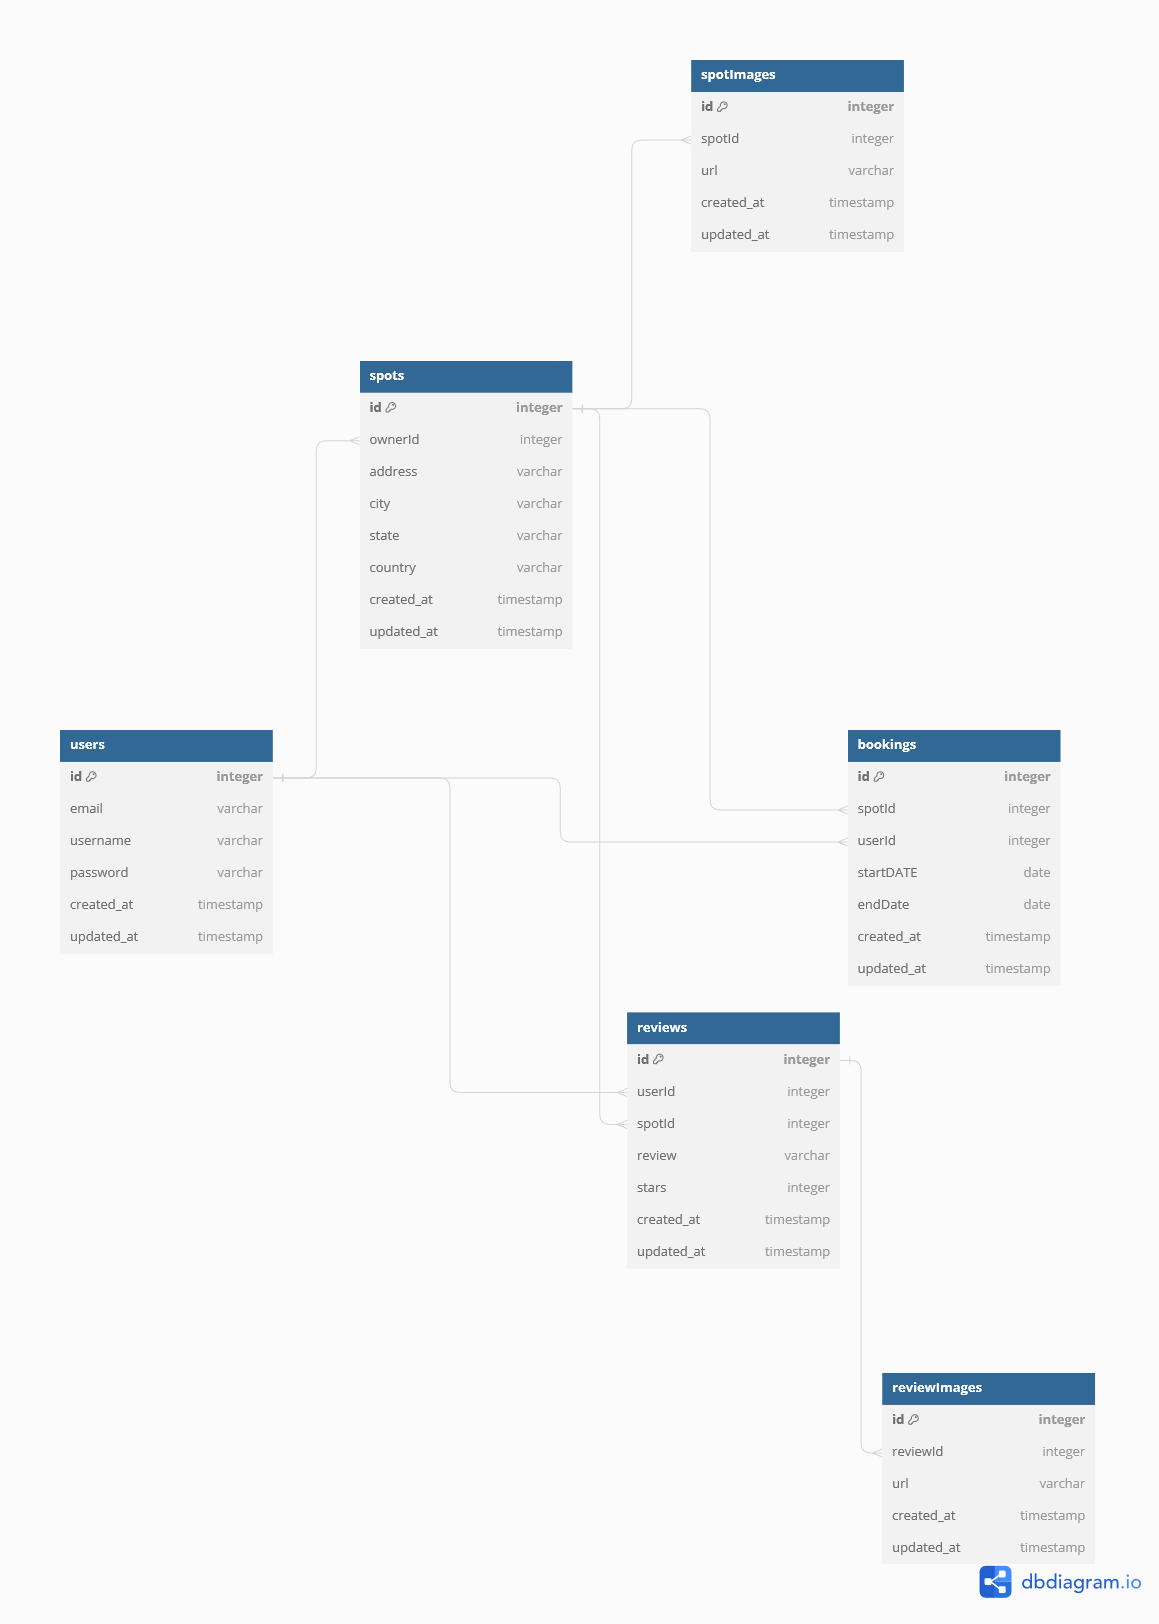 spotImages
id integer
spotId integer
url varchar
created_at timestamp
updated_at timestamp
spots
id integer
ownerId integer
address varchar
city varchar
state varchar
country varchar
created_at timestamp
updated_at timestamp
users
id integer
email varchar
username varchar
password varchar
created_at timestamp
updated_at timestamp
bookings
id integer
spotId integer
userId integer
startDATE date
endDate date
created_at timestamp
updated_at timestamp
reviews
id integer
userId integer
spotId integer
review varchar
stars integer
created_at timestamp
updated_at timestamp
reviewImages
id integer
reviewId integer
url varchar
created_at timestamp
updated_at timestamp
dbdiagram.io